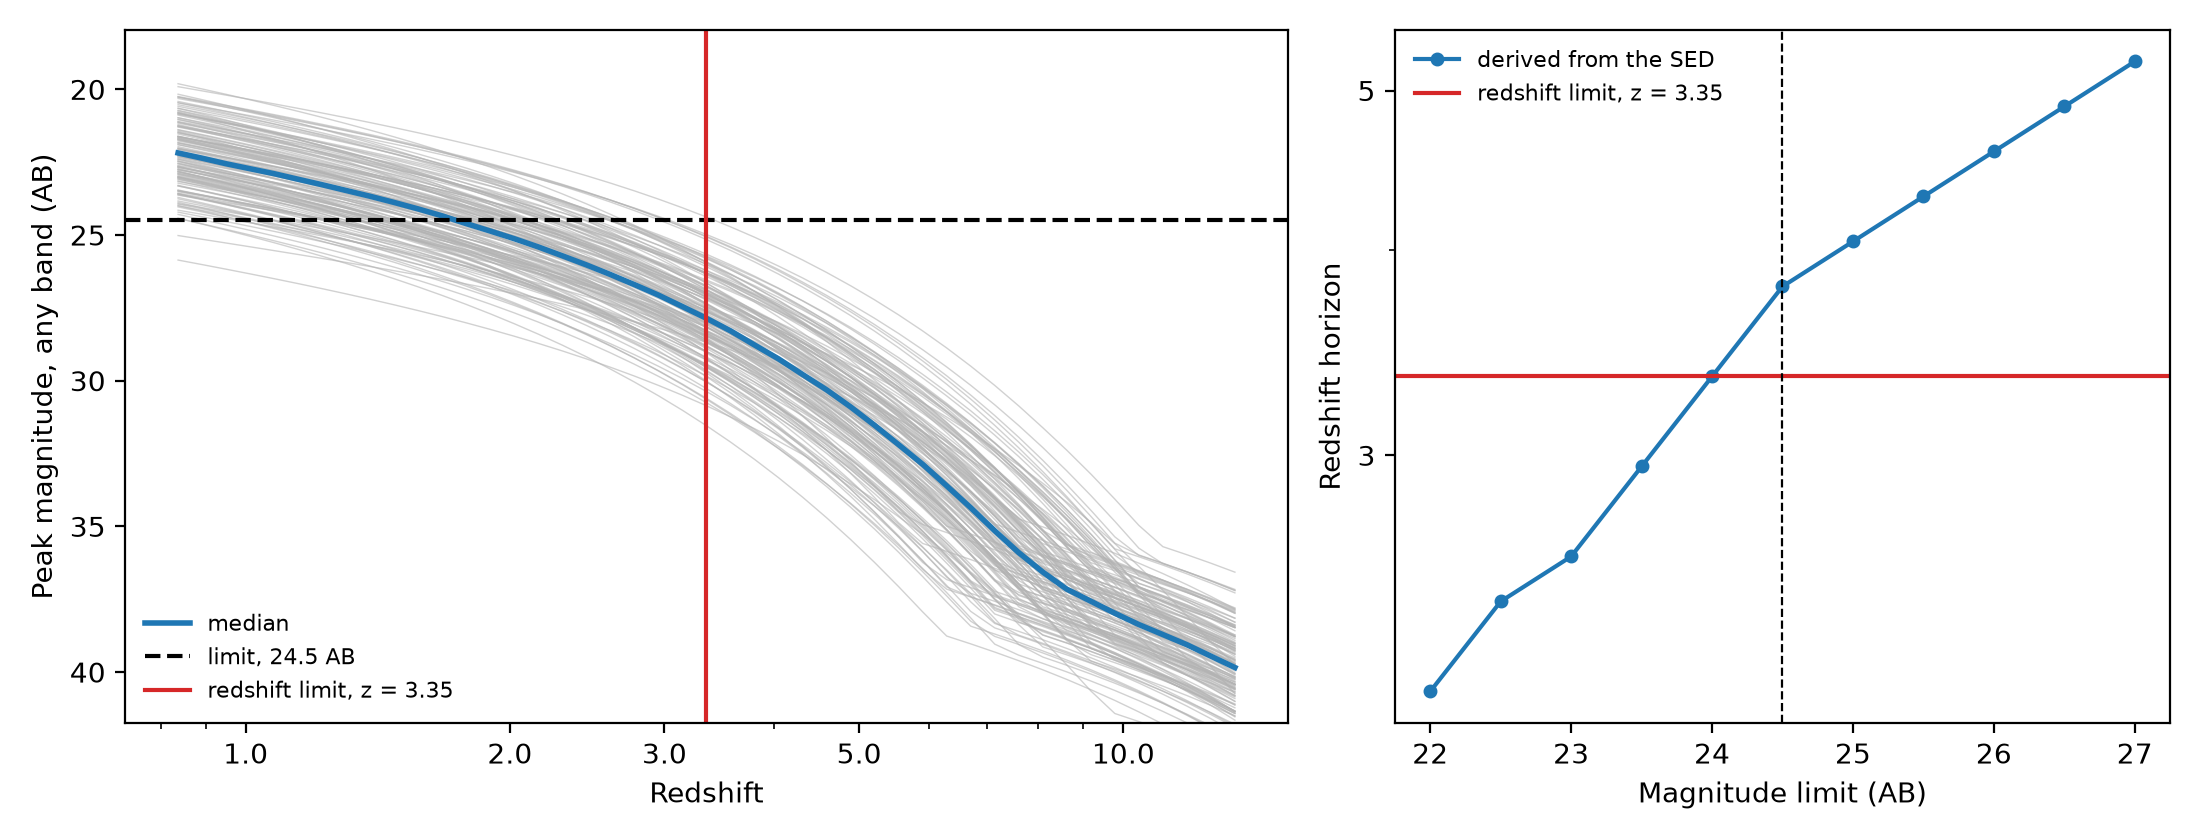 20
25
30
35
40
Peak magnitude, any band (AB)
median
limit, 24.5 AB
redshift limit, z = 3.35
1.0 2.0 3.0 5.0 10.0
Redshift
derived from the SED
redshift limit, z = 3.35
5
3
Redshift horizon
22 23 24 25 26 27
Magnitude limit (AB)